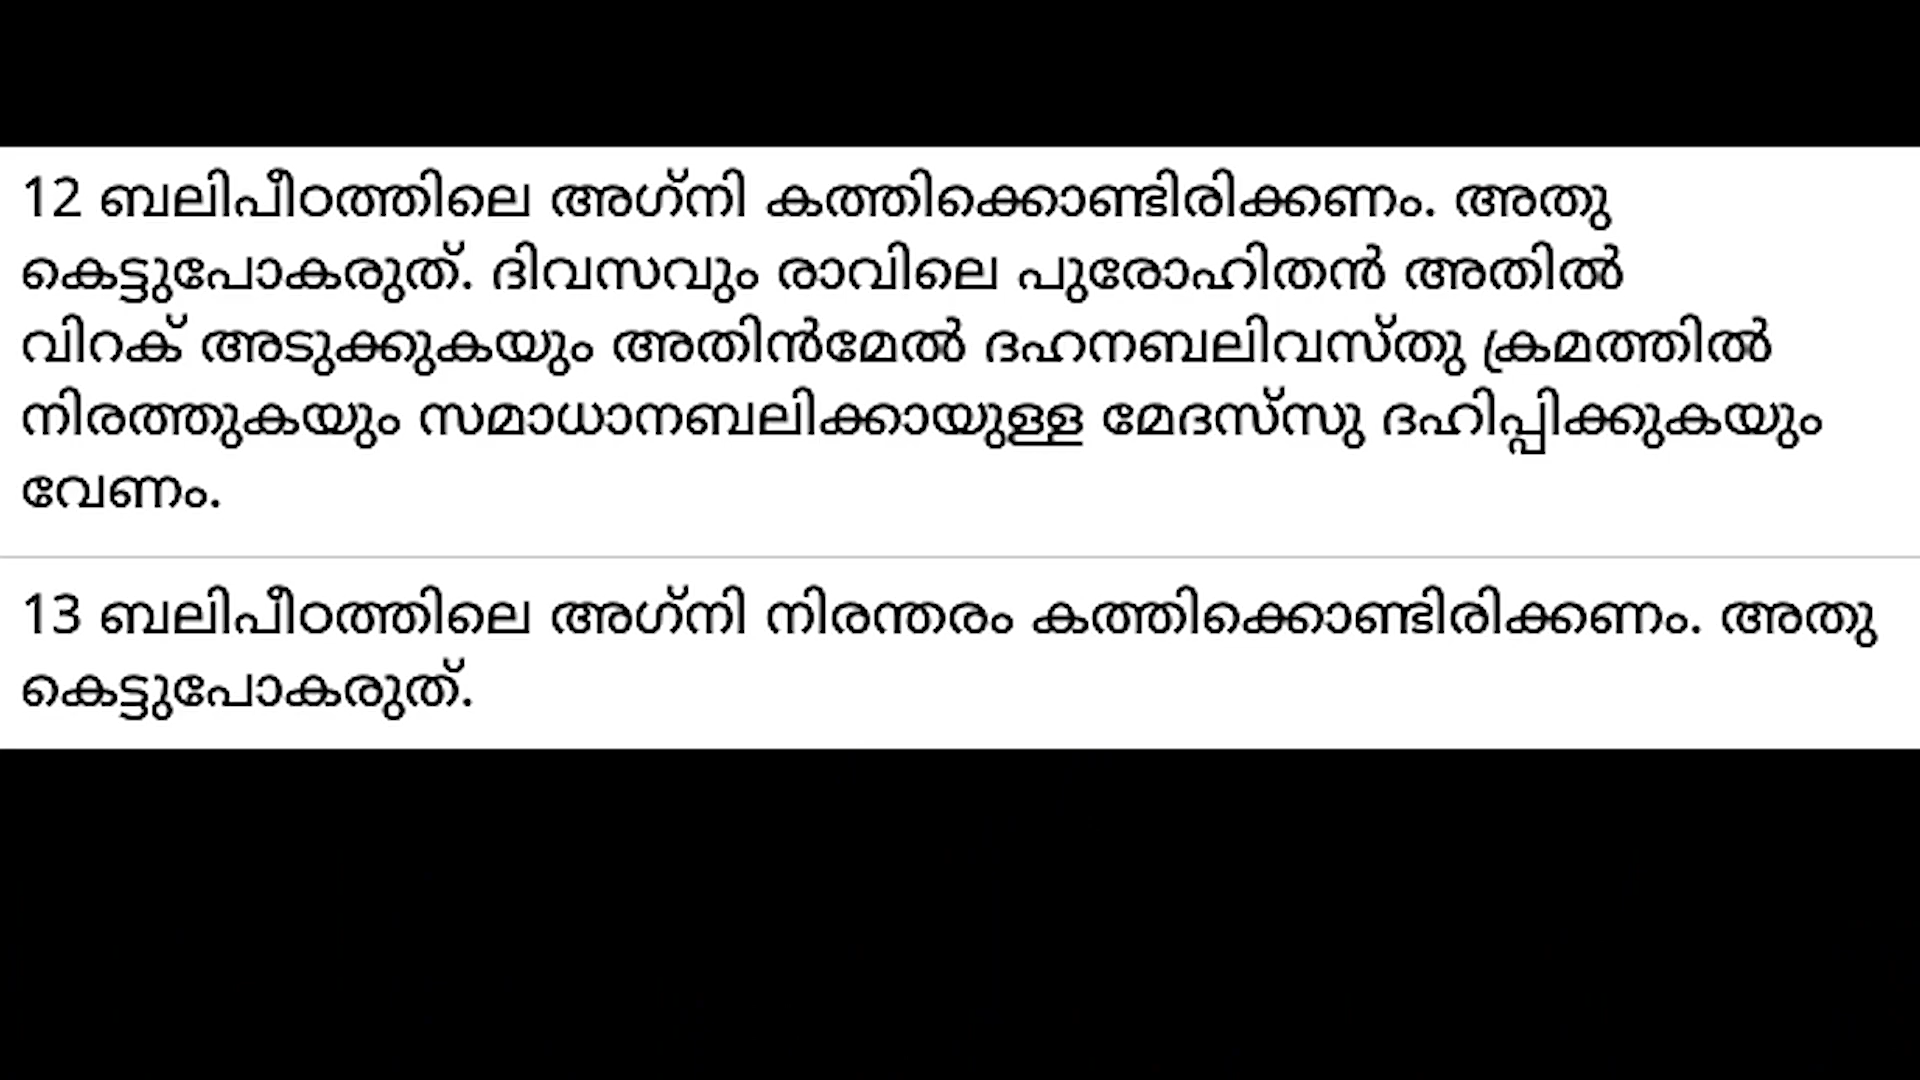 12 ബലിപീഠത്തിലെ അഗ്‌നി കത്തിക്കൊണ്ടിരിക്കണം. അതു
കെട്ടുപോകരുത്. ദിവസവും രാവിലെ പുരോഹിതൻ അതിൽ
വിറക് അടുക്കുകയും അതിൻമേൽ ദഹനബലിവസ്തു ക്രമത്തിൽ
നിരത്തുകയും സമാധാനബലിക്കായുള്ള മേദസ്‌സു ദഹിപ്പിക്കുകയും
വേണം.
13 ബലിപീഠത്തിലെ അഗ്‌നി നിരന്തരം കത്തിക്കൊണ്ടിരിക്കണം. അതു
കെട്ടുപോകരുത്.